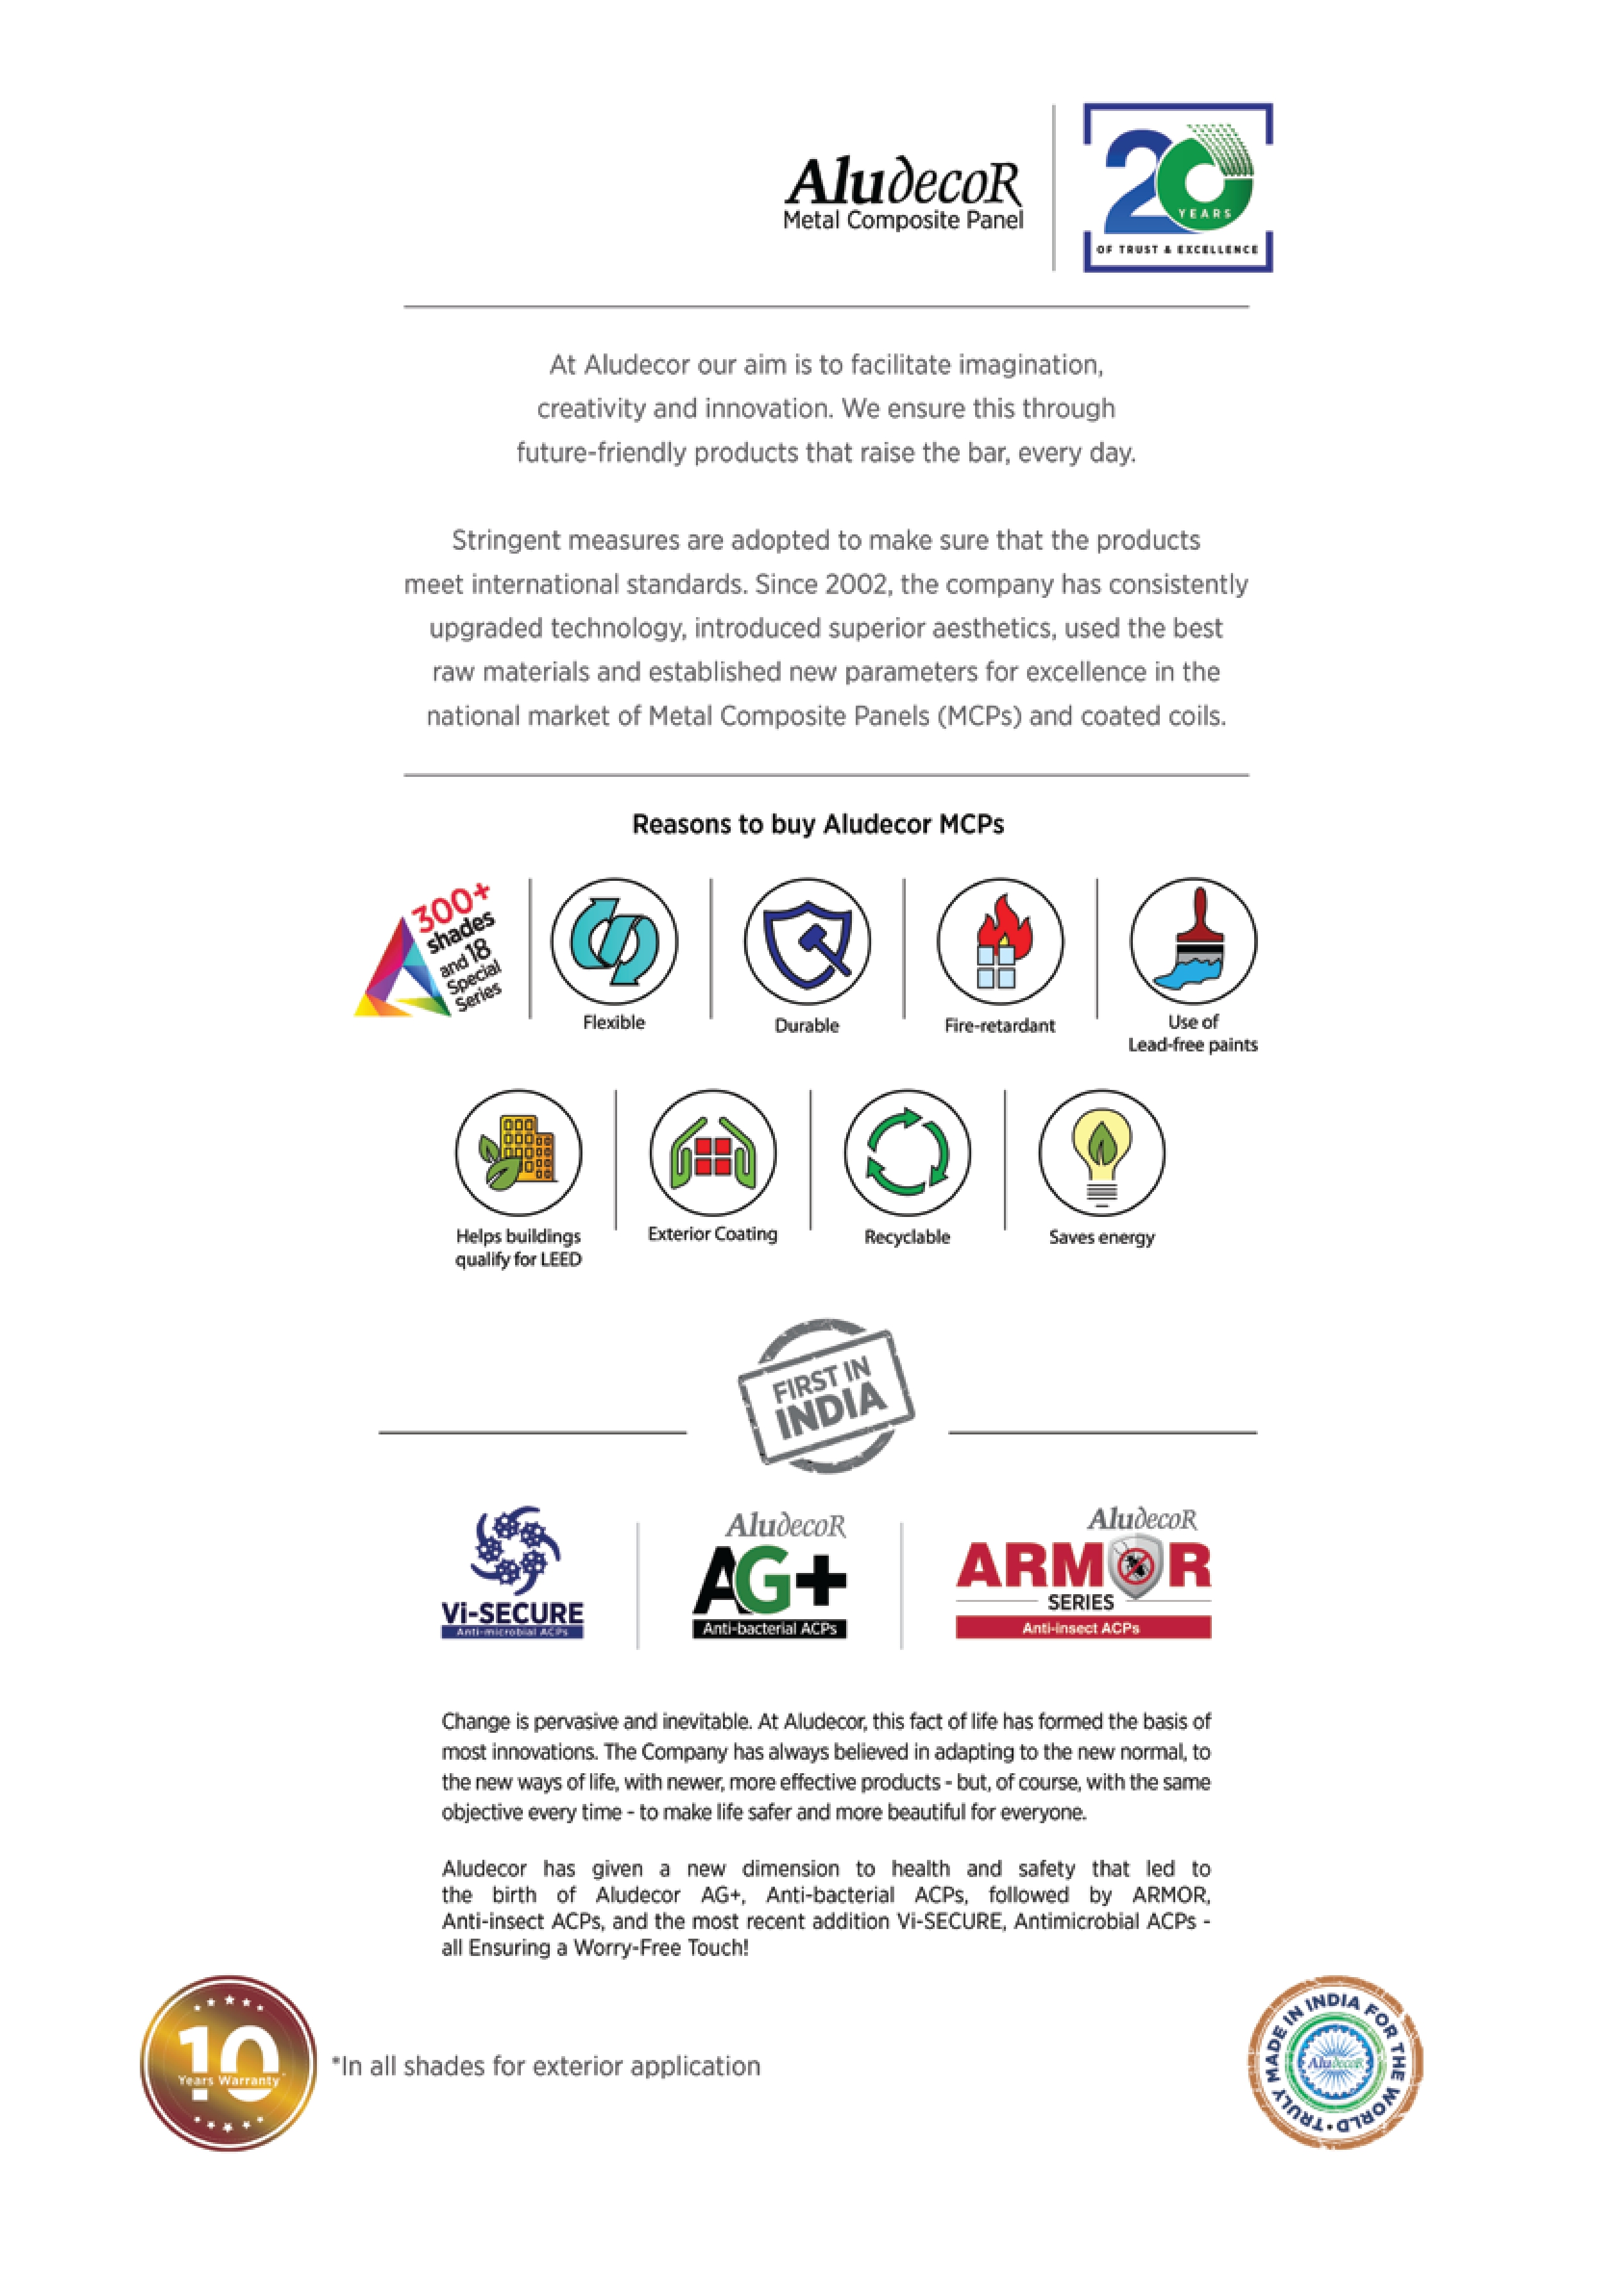 AludecoR
Metal Composite Panel
20
YEARS
OF TRUST & EXCELLENCE
At Aludecor our aim is to facilitate imagination,
creativity and innovation. We ensure this through
future-friendly products that raise the bar, every day.
Stringent measures are adopted to make sure that the products
meet international standards. Since 2002, the company has consistently
upgraded technology, introduced superior aesthetics, used the best
raw materials and established new parameters for excellence in the
national market of Metal Composite Panels (MCPs) and coated coils.
Reasons to buy Aludecor MCPs
300+
shades
and 18
Special
Series
Flexible
Durable
Fire-retardant
Use of
Lead-free paints
Helps buildings
qualify for LEED
Exterior Coating
Recyclable
Saves energy
FIRST IN
INDIA
Vi-SECURE
Anti-microbial ACPs
AludecoR
AG+
Anti-bacterial ACPs
AludecoR
ARMOR
SERIES
Anti-insect ACPs
Change is pervasive and inevitable. At Aludecor, this fact of life has formed the basis of
most innovations. The Company has always believed in adapting to the new normal, to
the new ways of life, with newer, more effective products - but, of course, with the same
objective every time - to make life safer and more beautiful for everyone.
Aludecor has given a new dimension to health and safety that led to
the birth of Aludecor AG+, Anti-bacterial ACPs, followed by ARMOR,
Anti-insect ACPs, and the most recent addition Vi-SECURE, Antimicrobial ACPs -
all Ensuring a Worry-Free Touch!
10
Years Warranty*
*In all shades for exterior application
TRULY MADE IN INDIA FOR THE WORLD •
AludecoR